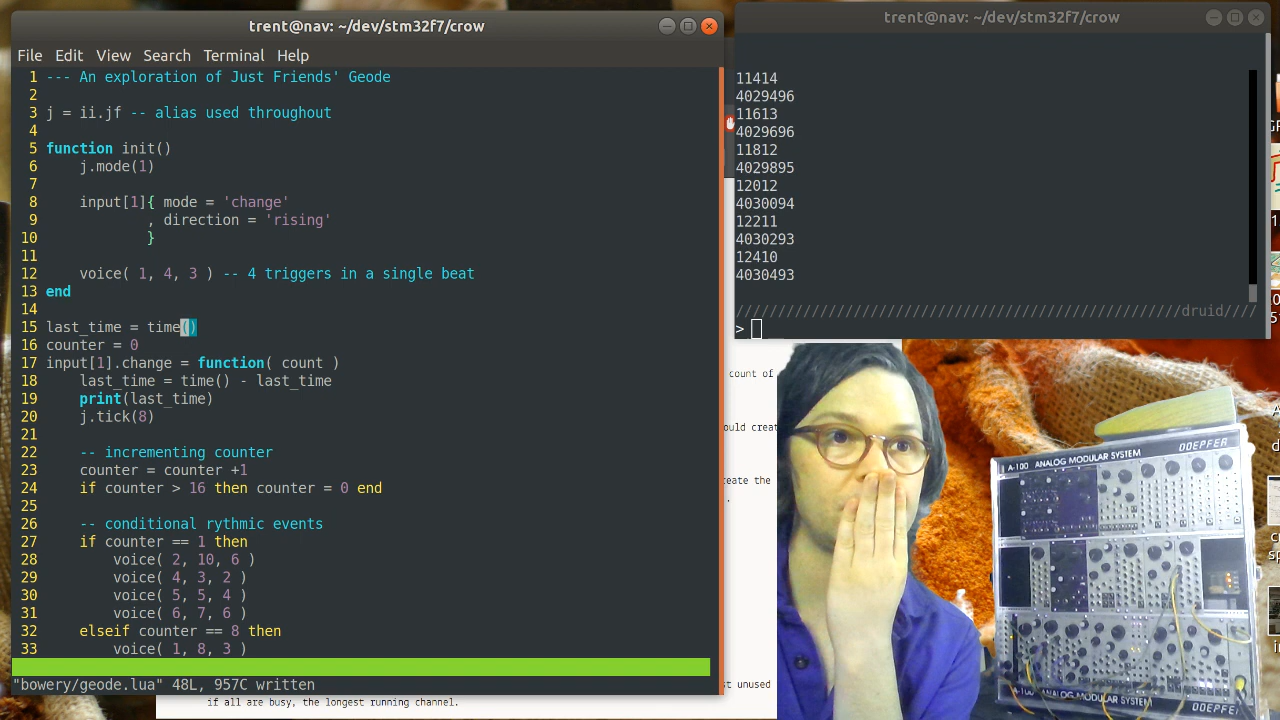 trent@nav: ~/dev/stm32f7/crow
File Edit View Search Terminal Help
1 --- An exploration of Just Friends' Geode
2
3 j = ii.jf -- alias used throughout
4
5 function init()
6 j.mode(1)
7
8 input[1]{ mode = 'change'
9 , direction = 'rising'
10 }
11
12 voice( 1, 4, 3 ) -- 4 triggers in a single beat
13 end
14
15 last_time = time()
16 counter = 0
17 input[1].change = function( count )
18 last_time = time() - last_time
19 print(last_time)
20 j.tick(8)
21
22 -- incrementing counter
23 counter = counter +1
24 if counter > 16 then counter = 0 end
25
26 -- conditional rythmic events
27 if counter == 1 then
28 voice( 2, 10, 6 )
29 voice( 4, 3, 2 )
30 voice( 5, 5, 4 )
31 voice( 6, 7, 6 )
32 elseif counter == 8 then
33 voice( 1, 8, 3 )
"bowery/geode.lua" 48L, 957C written
trent@nav: ~/dev/stm32f7/crow
11414
4029496
11613
4029696
11812
4029895
12012
4030094
12211
4030293
12410
4030493
//////////////////////////////////////////////////////druid////
>
count of
ould creat
eate the
st unused
if all are busy, the longest running channel.
A-100 ANALOG MODULAR SYSTEM DOEPFER
A-100 ANALOG MODULAR SYSTEM DOEPFER